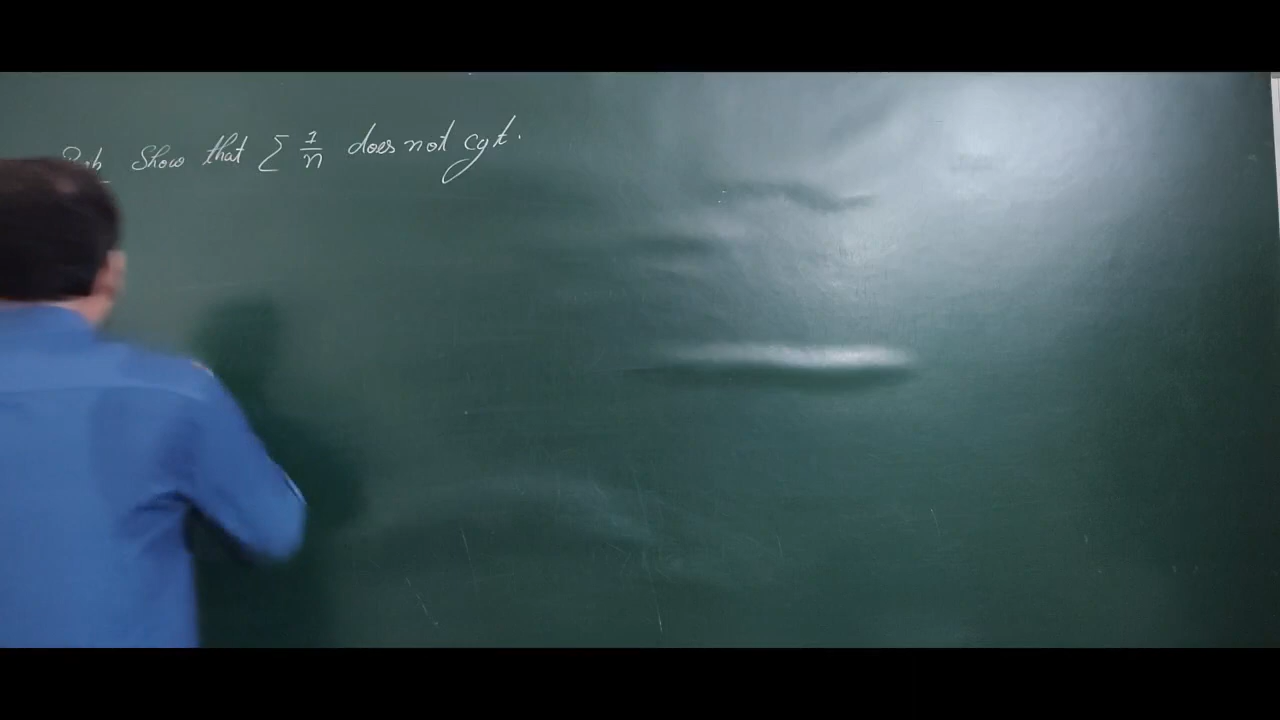 Show that Σ 1/n does not cgt.